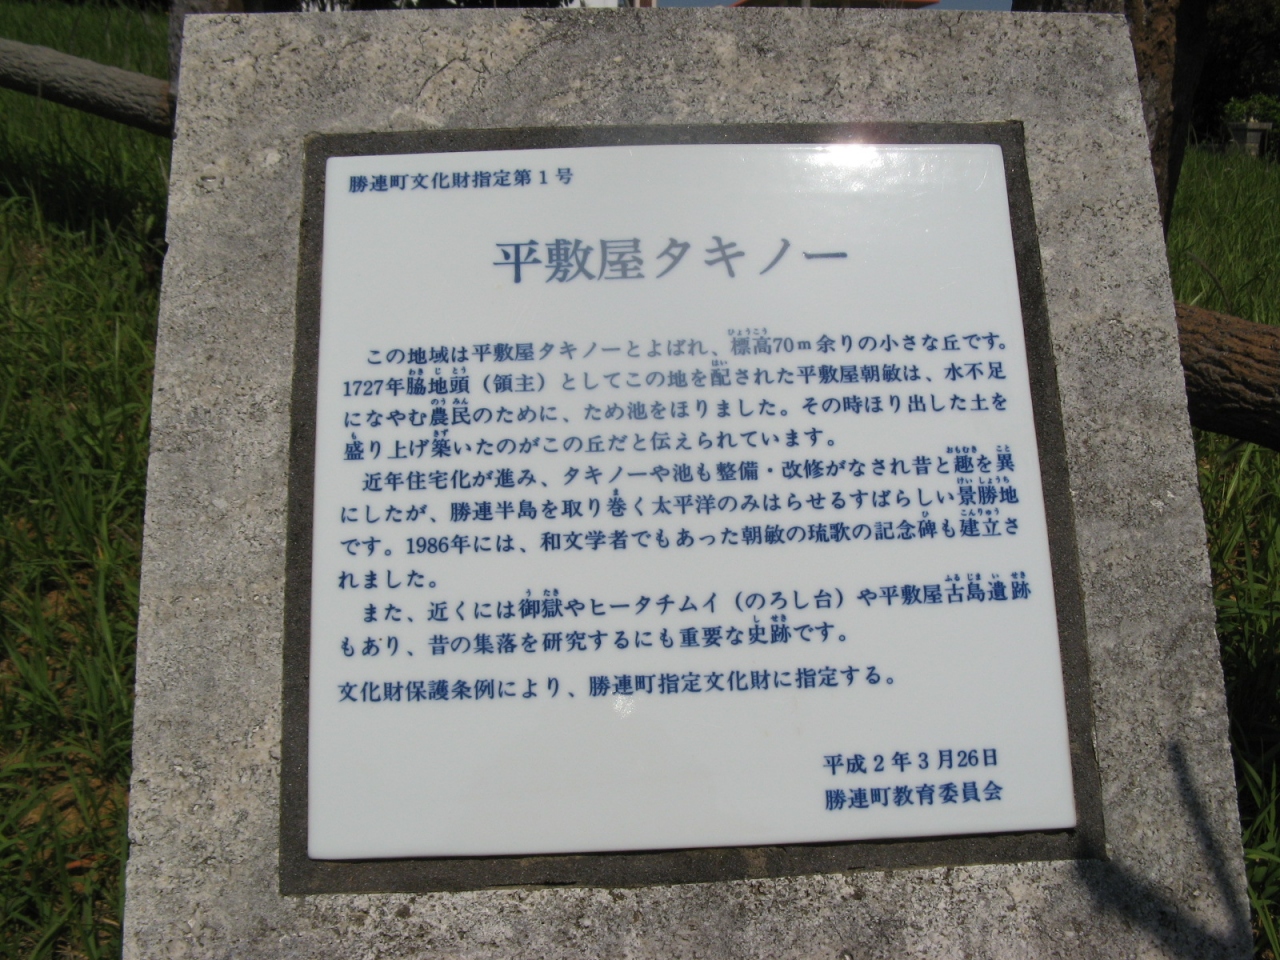 勝連町文化財指定第1号
平敷屋タキノー
この地域は平敷屋タキノーとよばれ、標高70m余りの小さな丘です。
1727年脇地頭（領主）としてこの地を配された平敷屋朝敏は、水不足
になやむ農民のために、ため池をほりました。その時ほり出した土を
盛り上げ築いたのがこの丘だと伝えられています。
近年住宅化が進み、タキノーや池も整備・改修がなされ昔と趣を異
にしたが、勝連半島を取り巻く太平洋のみはらせるすばらしい景勝地
です。1986年には、和文学者でもあった朝敏の琉歌の記念碑も建立さ
れました。
また、近くには御嶽やヒータチムイ（のろし台）や平敷屋古島遺跡
もあり、昔の集落を研究するにも重要な史跡です。
文化財保護条例により、勝連町指定文化財に指定する。
平成2年3月26日
勝連町教育委員会